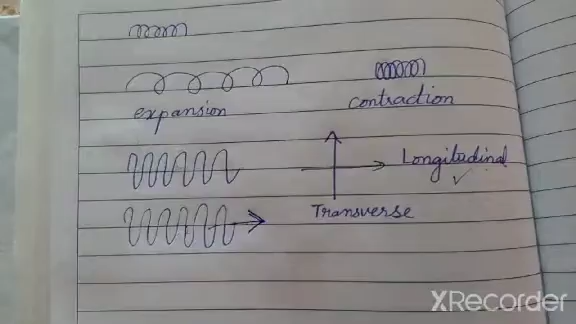 expansion
contraction
Longitudinal
Transverse
XRecorder